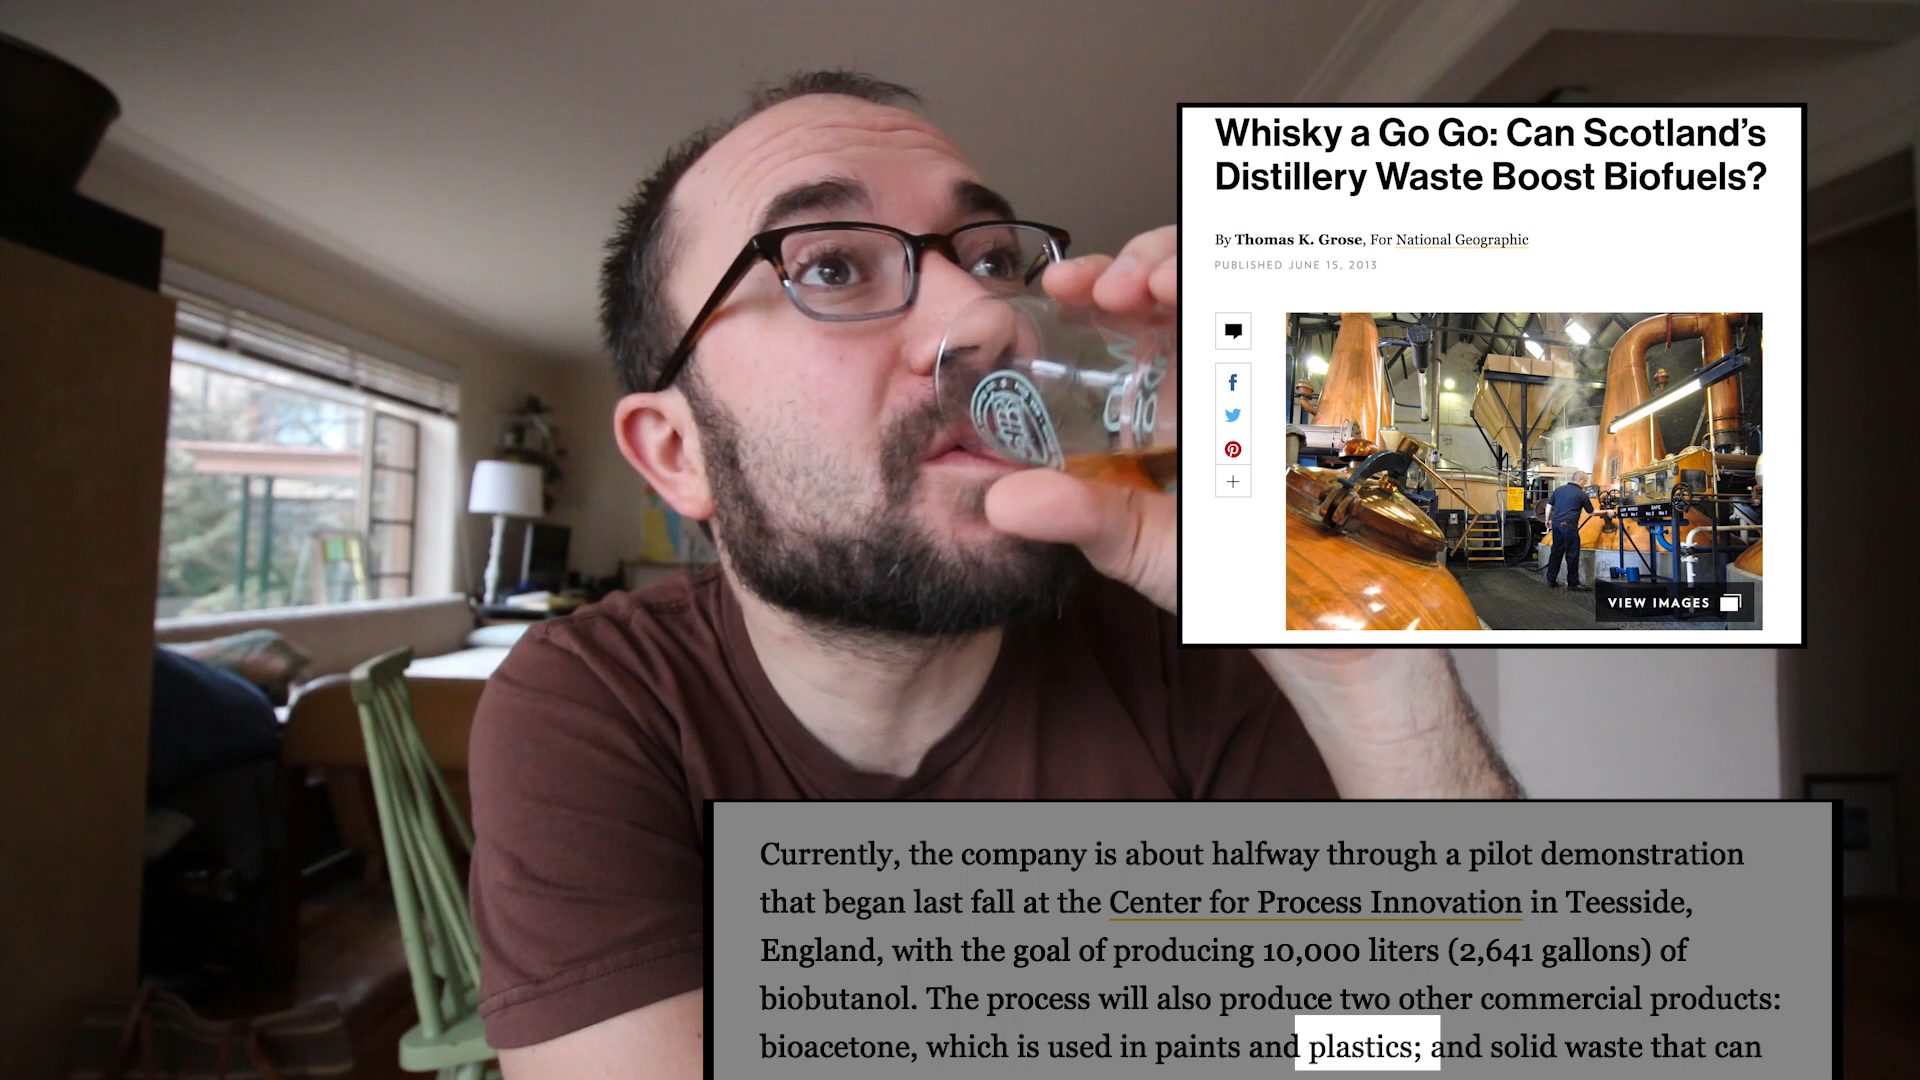 Whisky a Go Go: Can Scotland’s
Distillery Waste Boost Biofuels?
By Thomas K. Grose, For National Geographic
PUBLISHED JUNE 15, 2013
VIEW IMAGES
Currently, the company is about halfway through a pilot demonstration
that began last fall at the Center for Process Innovation in Teesside,
England, with the goal of producing 10,000 liters (2,641 gallons) of
biobutanol. The process will also produce two other commercial products:
bioacetone, which is used in paints and plastics; and solid waste that can